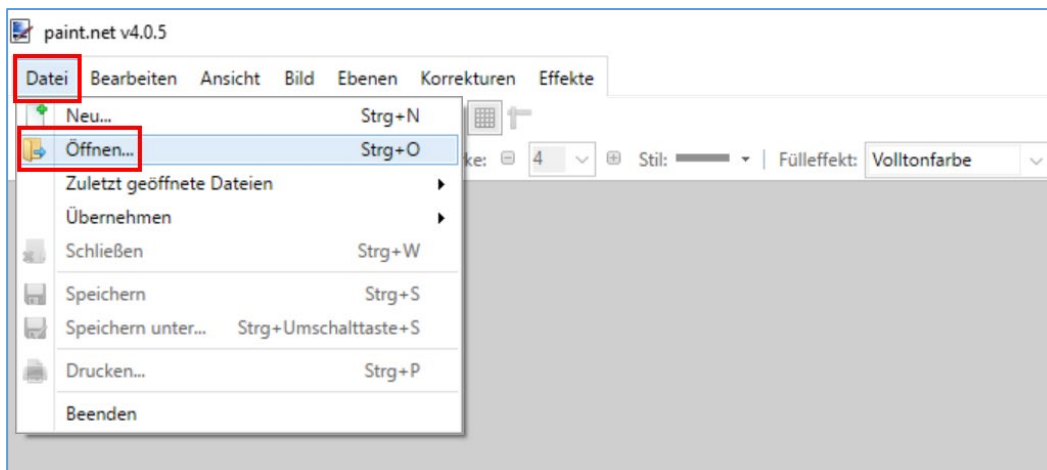 paint.net v4.0.5
Datei Bearbeiten Ansicht Bild Ebenen Korrekturen Effekte
Neu... Strg+N
Öffnen... Strg+O
ke: 4 Stil: Fülleffekt: Volltonfarbe
Zuletzt geöffnete Dateien
Übernehmen
Schließen Strg+W
Speichern Strg+S
Speichern unter... Strg+Umschalttaste+S
Drucken... Strg+P
Beenden